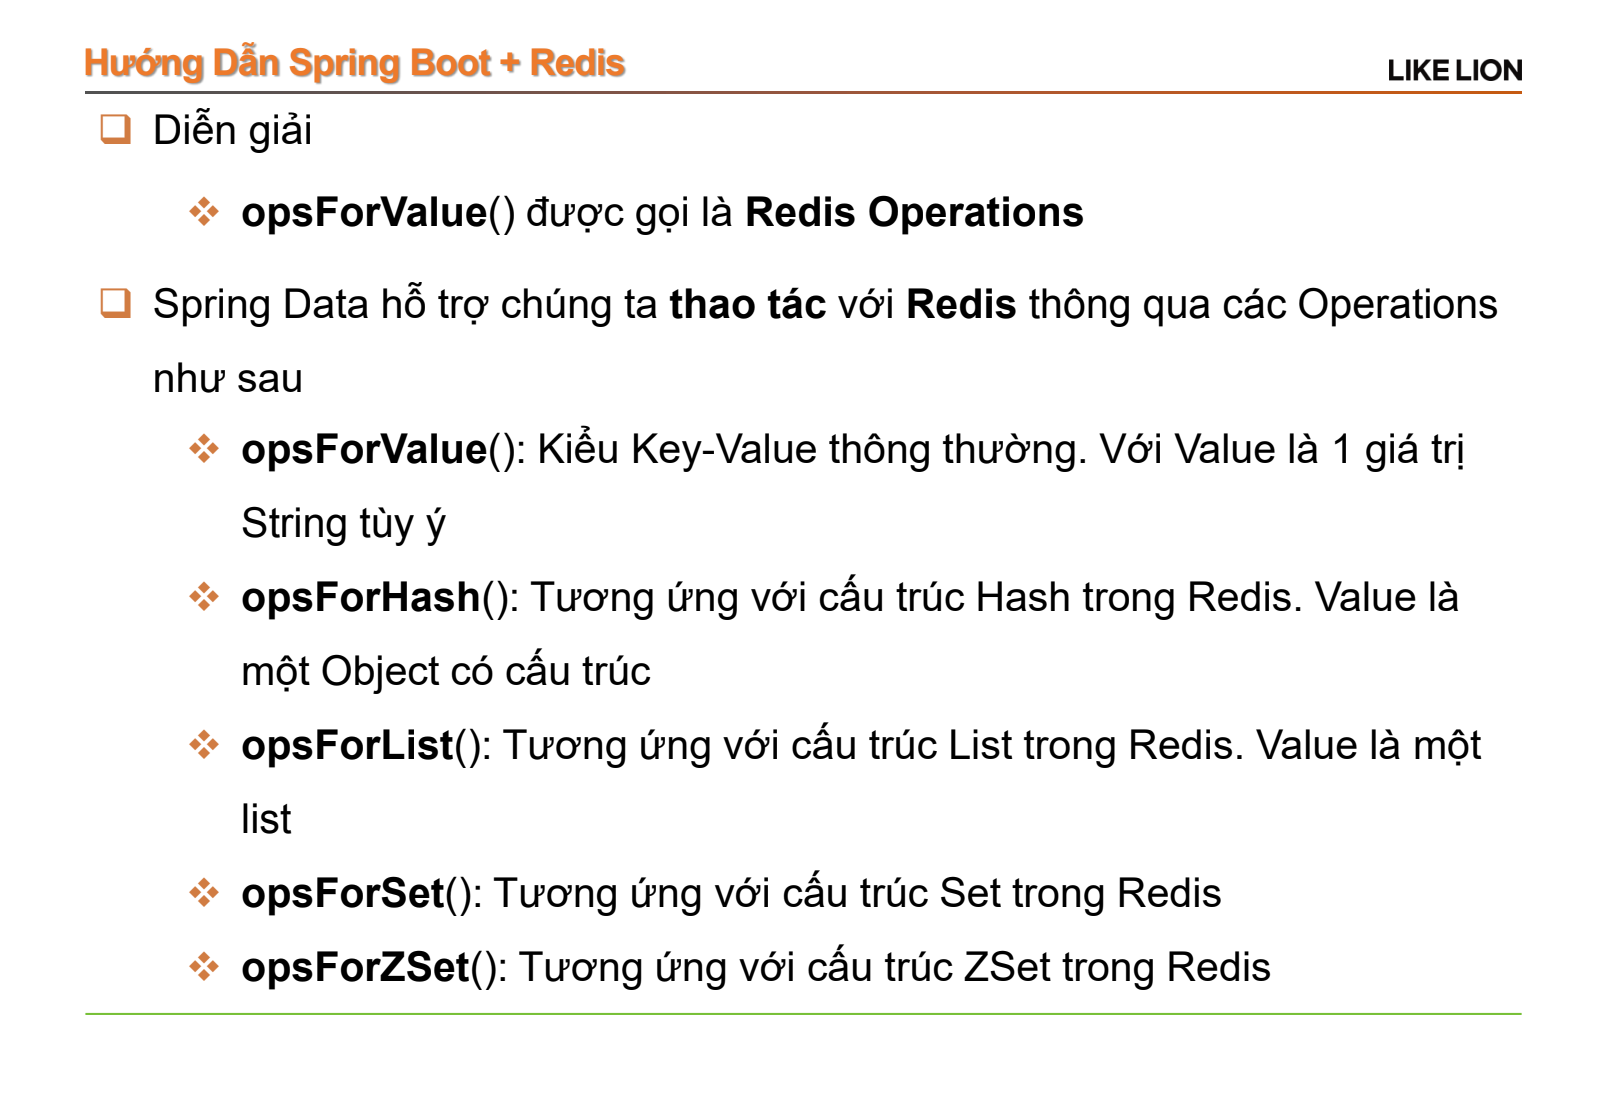 Hướng Dẫn Spring Boot + Redis
LIKE LION
Diễn giải
opsForValue() được gọi là Redis Operations
Spring Data hỗ trợ chúng ta thao tác với Redis thông qua các Operations
như sau
opsForValue(): Kiểu Key-Value thông thường. Với Value là 1 giá trị
String tùy ý
opsForHash(): Tương ứng với cấu trúc Hash trong Redis. Value là
một Object có cấu trúc
opsForList(): Tương ứng với cấu trúc List trong Redis. Value là một
list
opsForSet(): Tương ứng với cấu trúc Set trong Redis
opsForZSet(): Tương ứng với cấu trúc ZSet trong Redis